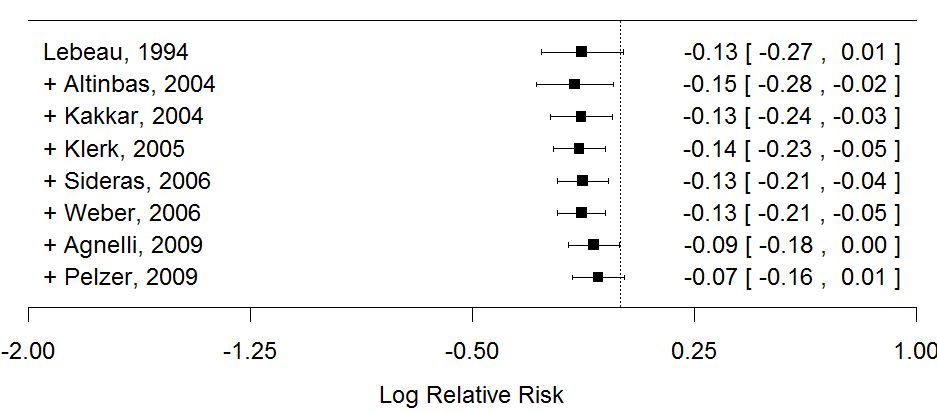 Lebeau, 1994 -0.13 [ -0.27 , 0.01 ]
+ Altinbas, 2004 -0.15 [ -0.28 , -0.02 ]
+ Kakkar, 2004 -0.13 [ -0.24 , -0.03 ]
+ Klerk, 2005 -0.14 [ -0.23 , -0.05 ]
+ Sideras, 2006 -0.13 [ -0.21 , -0.04 ]
+ Weber, 2006 -0.13 [ -0.21 , -0.05 ]
+ Agnelli, 2009 -0.09 [ -0.18 , 0.00 ]
+ Pelzer, 2009 -0.07 [ -0.16 , 0.01 ]
-2.00 -1.25 -0.50 0.25 1.00
Log Relative Risk